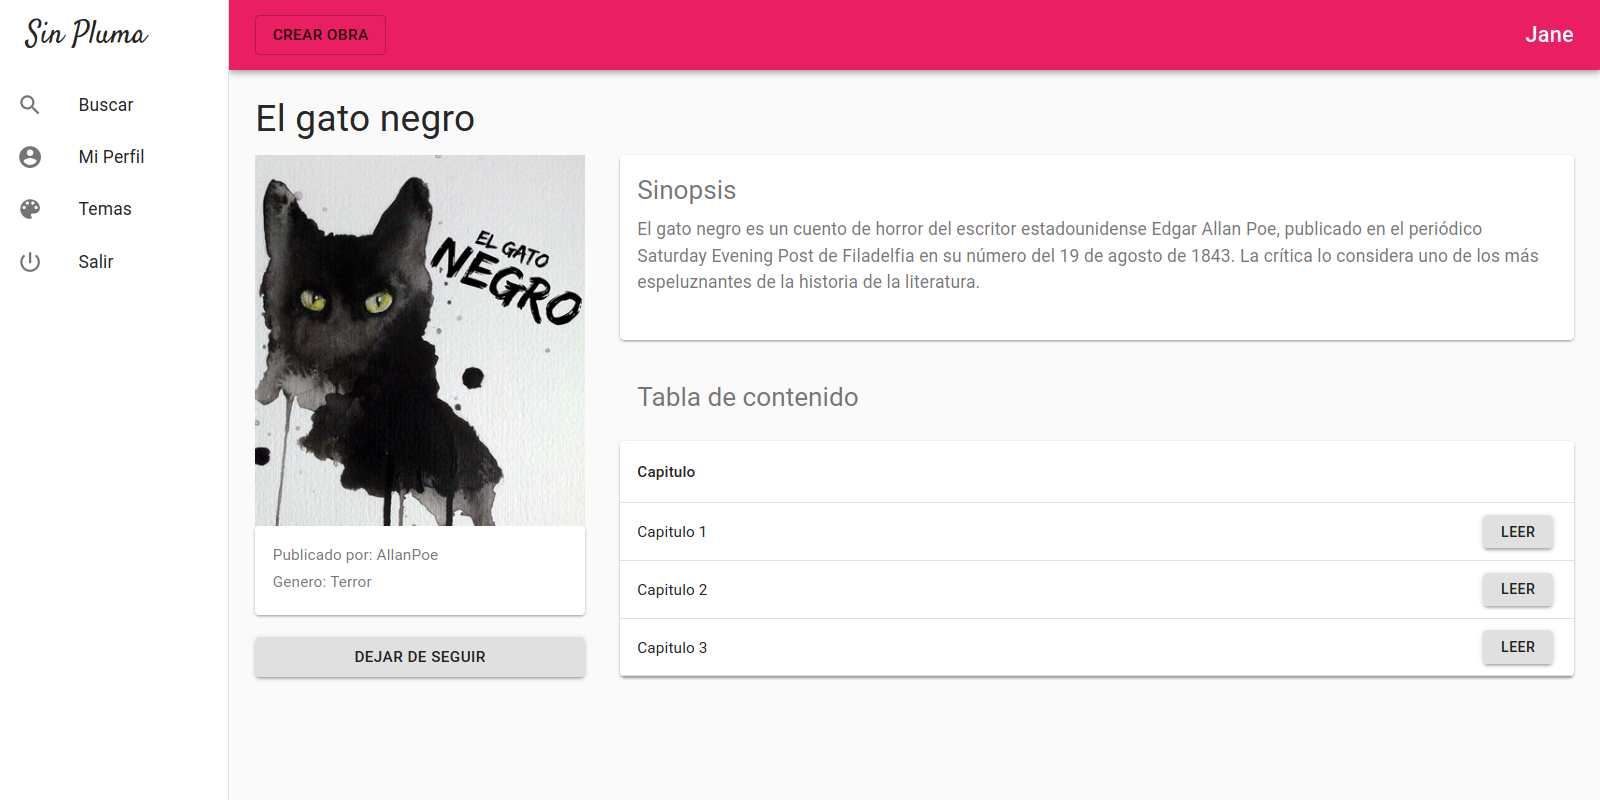 Sin Pluma
CREAR OBRA
Jane
Buscar
Mi Perfil
Temas
Salir
El gato negro
EL GATO
NEGRO
Publicado por: AllanPoe
Genero: Terror
DEJAR DE SEGUIR
Sinopsis
El gato negro es un cuento de horror del escritor estadounidense Edgar Allan Poe, publicado en el periódico
Saturday Evening Post de Filadelfia en su número del 19 de agosto de 1843. La crítica lo considera uno de los más
espeluznantes de la historia de la literatura.
Tabla de contenido
Capitulo
Capitulo 1 LEER
Capitulo 2 LEER
Capitulo 3 LEER